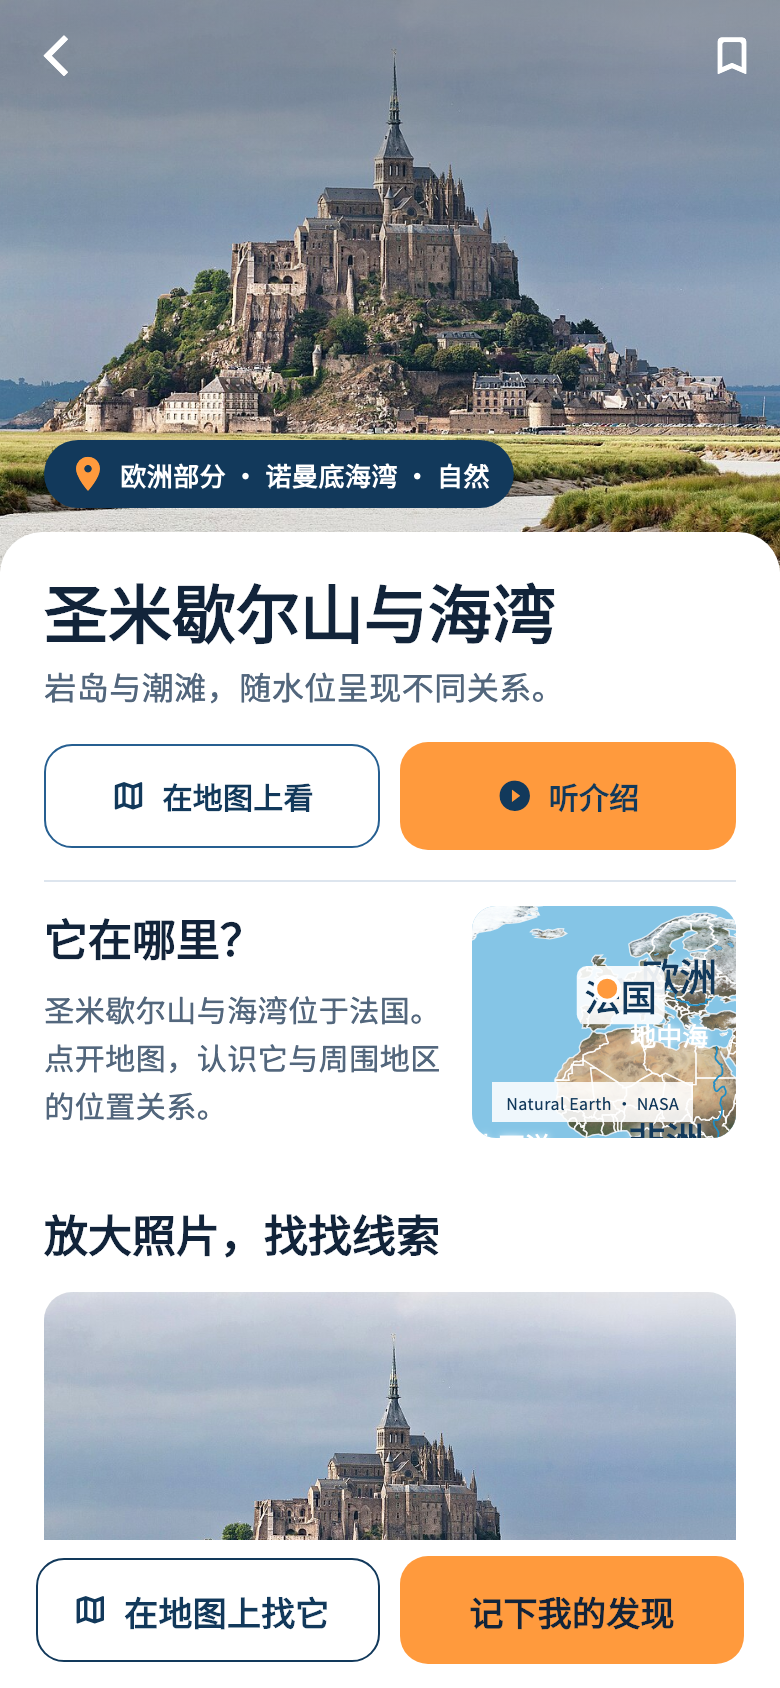 欧洲部分 · 诺曼底海湾 · 自然
圣米歇尔山与海湾
岩岛与潮滩，随水位呈现不同关系。
在地图上看
听介绍
它在哪里？
圣米歇尔山与海湾位于法国。
点开地图，认识它与周围地区
的位置关系。
欧洲
法国
地中海
Natural Earth · NASA
非洲
放大照片，找找线索
在地图上找它
记下我的发现